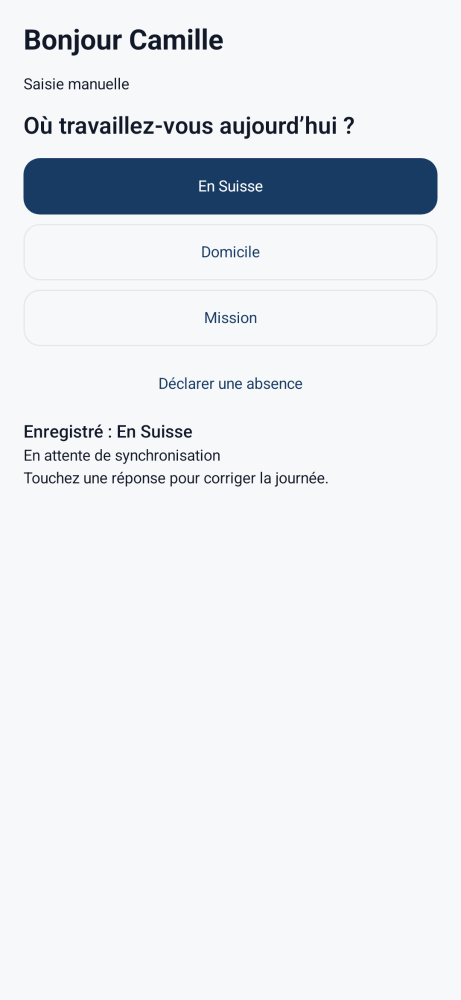 Bonjour Camille
Saisie manuelle
Où travaillez-vous aujourd’hui ?
En Suisse
Domicile
Mission
Déclarer une absence
Enregistré : En Suisse
En attente de synchronisation
Touchez une réponse pour corriger la journée.